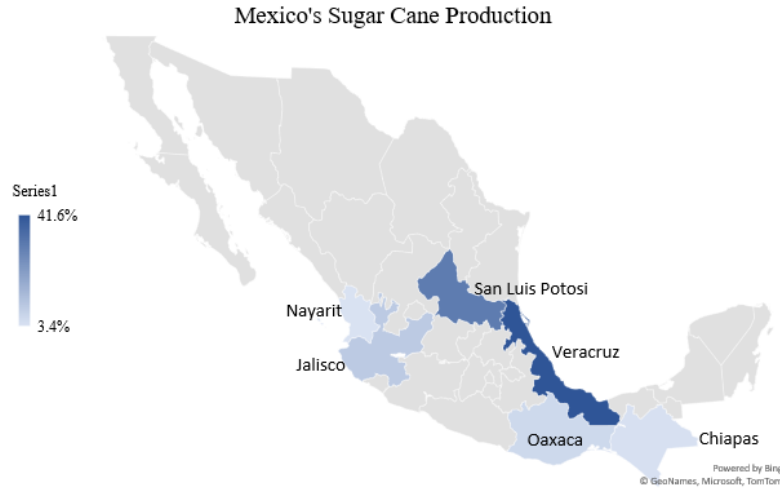 Mexico's Sugar Cane Production
Series1
41.6%
3.4%
San Luis Potosi
Nayarit
Veracruz
Jalisco
Oaxaca
Chiapas
Powered by Bing
© GeoNames, Microsoft, TomTom